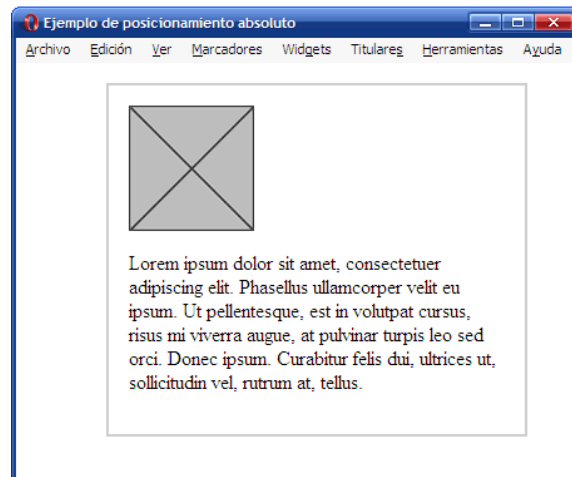 Ejemplo de posicionamiento absoluto
Archivo Edición Ver Marcadores Widgets Titulares Herramientas Ayuda
Lorem ipsum dolor sit amet, consectetuer
adipiscing elit. Phasellus ullamcorper velit eu
ipsum. Ut pellentesque, est in volutpat cursus,
risus mi viverra augue, at pulvinar turpis leo sed
orci. Donec ipsum. Curabitur felis dui, ultrices ut,
sollicitudin vel, rutrum at, tellus.